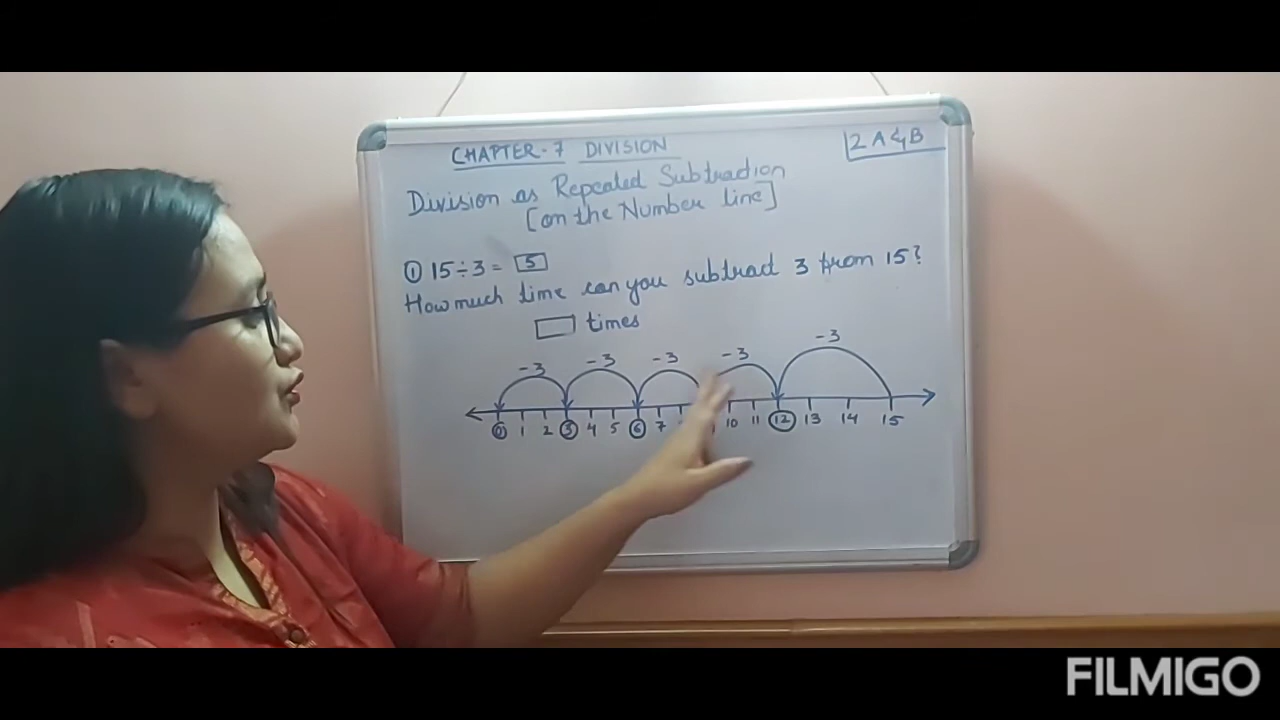 CHAPTER-7 DIVISION
2 A & B
Division as Repeated Subtraction
[on the Number line]
① 15÷3 = 5
How much time can you subtract 3 from 15?
times
-3 -3 -3 -3 -3
0 1 2 3 4 5 6 7 10 11 12 13 14 15
FILMIGO